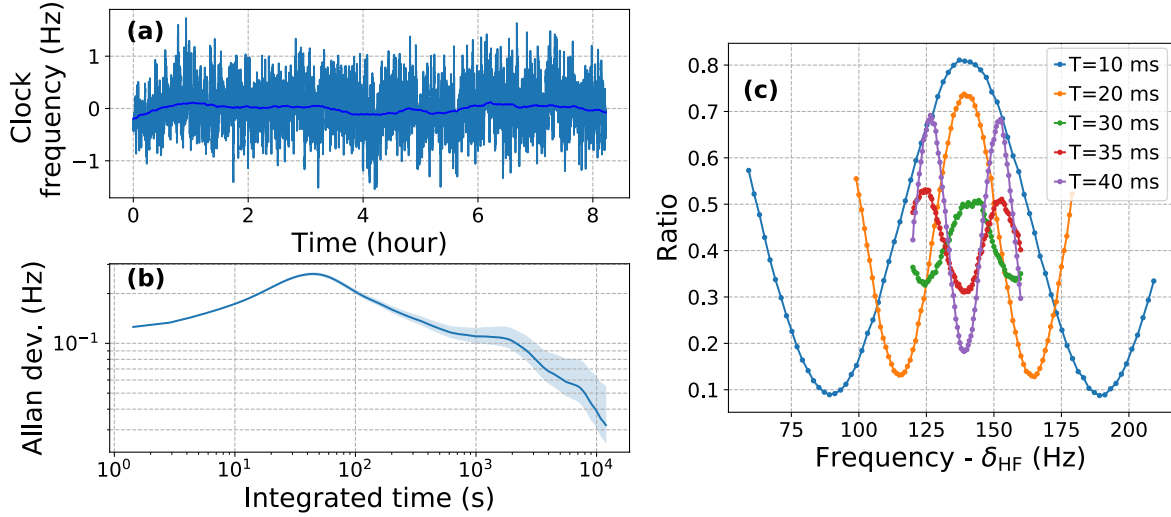 (a)
Clock
frequency (Hz)
1
0
−1
0
2
4
6
8
Time (hour)
(b)
Allan dev. (Hz)
10⁻¹
10⁰
10¹
10²
10³
10⁴
Integrated time (s)
(c)
Ratio
0.8
0.7
0.6
0.5
0.4
0.3
0.2
0.1
75
100
125
150
175
200
Frequency - δHF (Hz)
T=10 ms
T=20 ms
T=30 ms
T=35 ms
T=40 ms